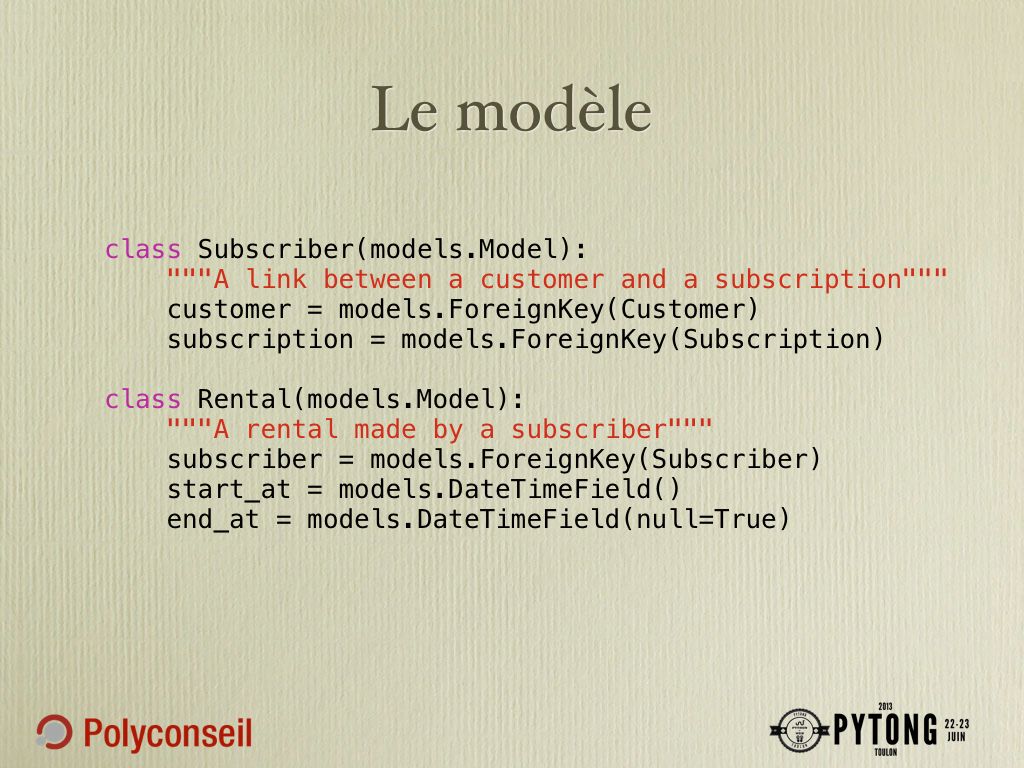 Le modèle
class Subscriber(models.Model):
    """A link between a customer and a subscription"""
    customer = models.ForeignKey(Customer)
    subscription = models.ForeignKey(Subscription)
class Rental(models.Model):
    """A rental made by a subscriber"""
    subscriber = models.ForeignKey(Subscriber)
    start_at = models.DateTimeField()
    end_at = models.DateTimeField(null=True)
Polyconseil
2013
PYTONG
TOULON
22-23
JUIN